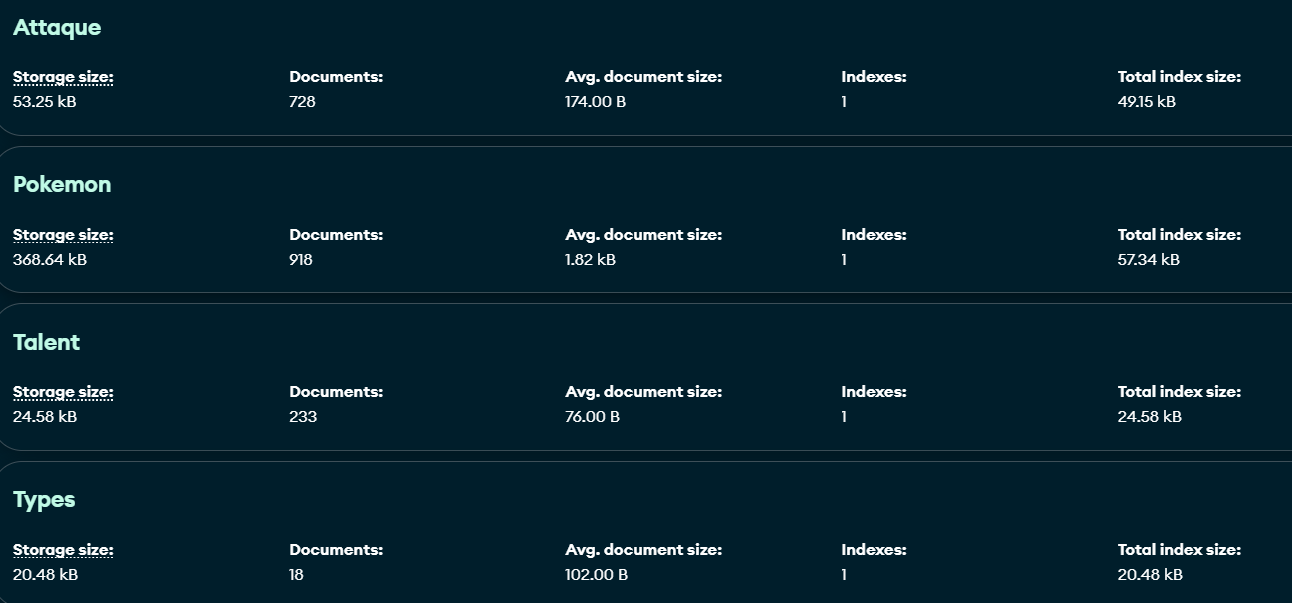 Attaque
Storage size: Documents: Avg. document size: Indexes: Total index size:
53.25 kB 728 174.00 B 1 49.15 kB
Pokemon
Storage size: Documents: Avg. document size: Indexes: Total index size:
368.64 kB 918 1.82 kB 1 57.34 kB
Talent
Storage size: Documents: Avg. document size: Indexes: Total index size:
24.58 kB 233 76.00 B 1 24.58 kB
Types
Storage size: Documents: Avg. document size: Indexes: Total index size:
20.48 kB 18 102.00 B 1 20.48 kB